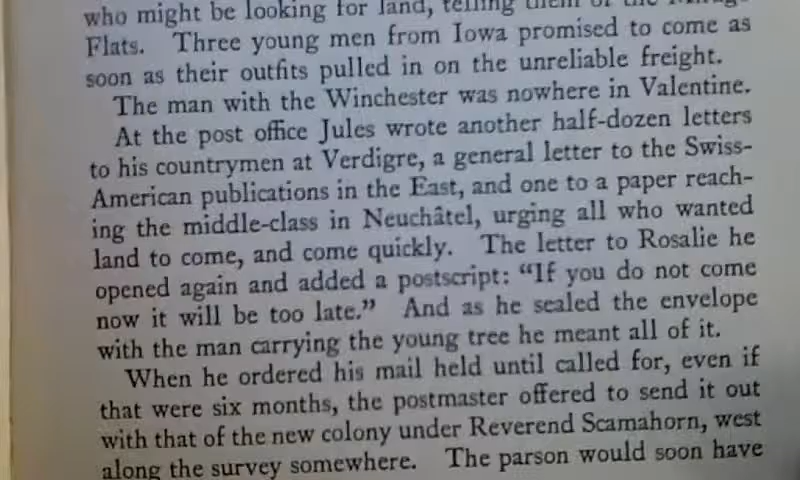 who might be looking for land, telling them of the Mirage
Flats. Three young men from Iowa promised to come as
soon as their outfits pulled in on the unreliable freight.
The man with the Winchester was nowhere in Valentine.
At the post office Jules wrote another half-dozen letters
to his countrymen at Verdigre, a general letter to the Swiss-
American publications in the East, and one to a paper reach-
ing the middle-class in Neuchâtel, urging all who wanted
land to come, and come quickly. The letter to Rosalie he
opened again and added a postscript: “If you do not come
now it will be too late.” And as he sealed the envelope
with the man carrying the young tree he meant all of it.
When he ordered his mail held until called for, even if
that were six months, the postmaster offered to send it out
with that of the new colony under Reverend Scamahorn, west
along the survey somewhere. The parson would soon have